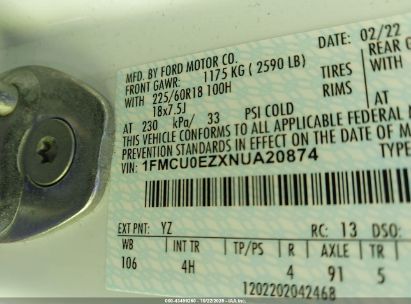 MFD. BY FORD MOTOR CO.
DATE: 02/22
FRONT GAWR: 1175 KG ( 2590 LB)
REAR G
WITH 225/60R18 100H TIRES
18x7.5J RIMS
AT 230 kPa/ 33 PSI COLD
THIS VEHICLE CONFORMS TO ALL APPLICABLE FEDERAL
PREVENTION STANDARDS IN EFFECT ON THE DATE OF M
VIN: 1FMCU0EZXNUA20874
TYPE
EXT PNT: YZ RC: 13 DSO:
WB INT TR TP/PS R AXLE TR S
106 4H 4 91 5
1202202042468